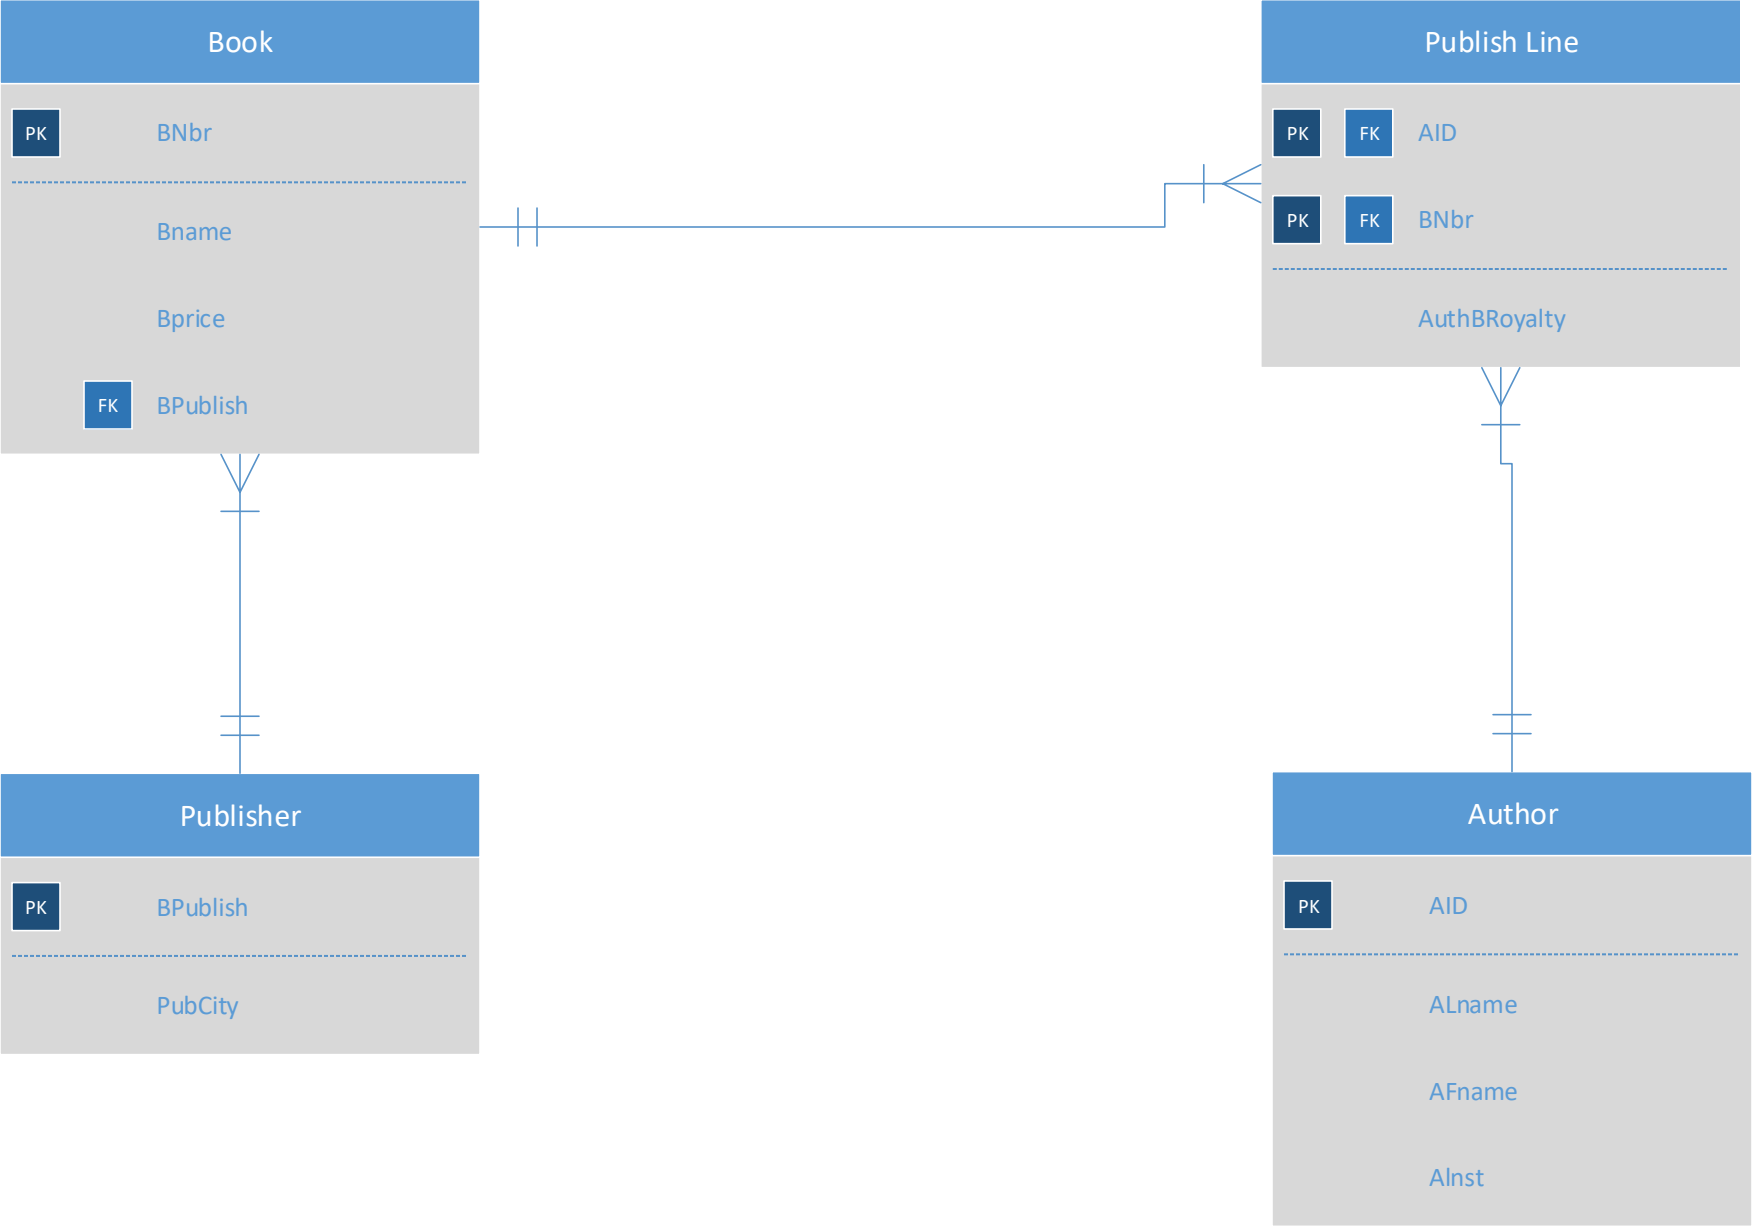 Book
PK BNbr
Bname
Bprice
FK BPublish
Publish Line
PK FK AID
PK FK BNbr
AuthBRoyalty
Publisher
PK BPublish
PubCity
Author
PK AID
ALname
AFname
AInst